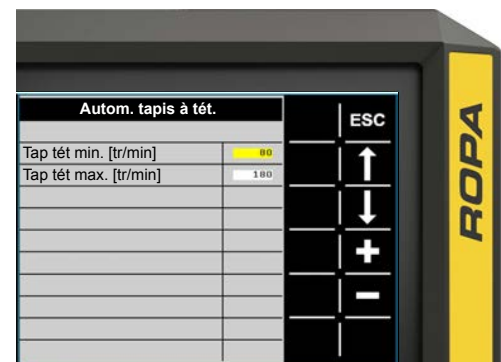 Autom. tapis à tét.
ESC
Tap tét min. [tr/min] 80
Tap tét max. [tr/min] 180
ROPA